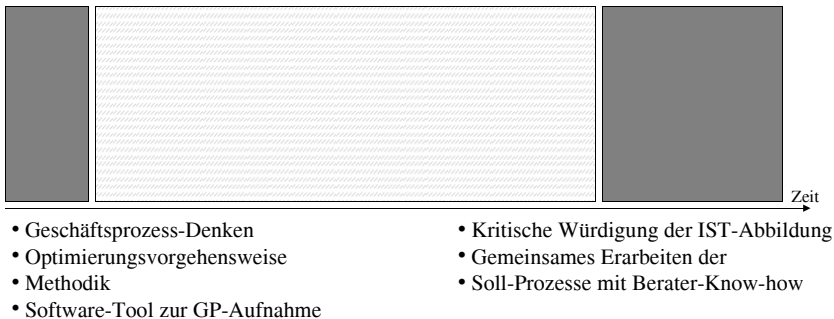 Zeit
• Geschäftsprozess-Denken
• Optimierungsvorgehensweise
• Methodik
• Software-Tool zur GP-Aufnahme
• Kritische Würdigung der IST-Abbildung
• Gemeinsames Erarbeiten der
• Soll-Prozesse mit Berater-Know-how